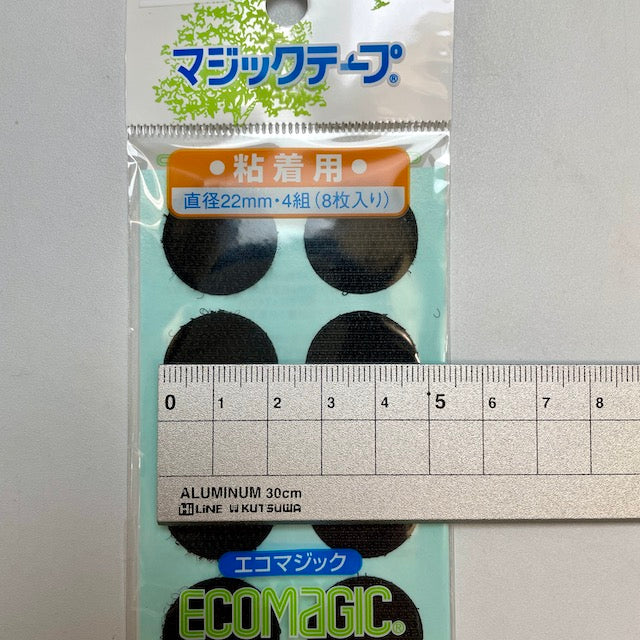 マジックテープ®
• 粘着用 •
直径22mm・4組（8枚入り）
0 1 2 3 4 5 6 7 8
ALUMINUM 30cm
Hi LiNE W KUTSUWA
エコマジック
ECOMAGIC®